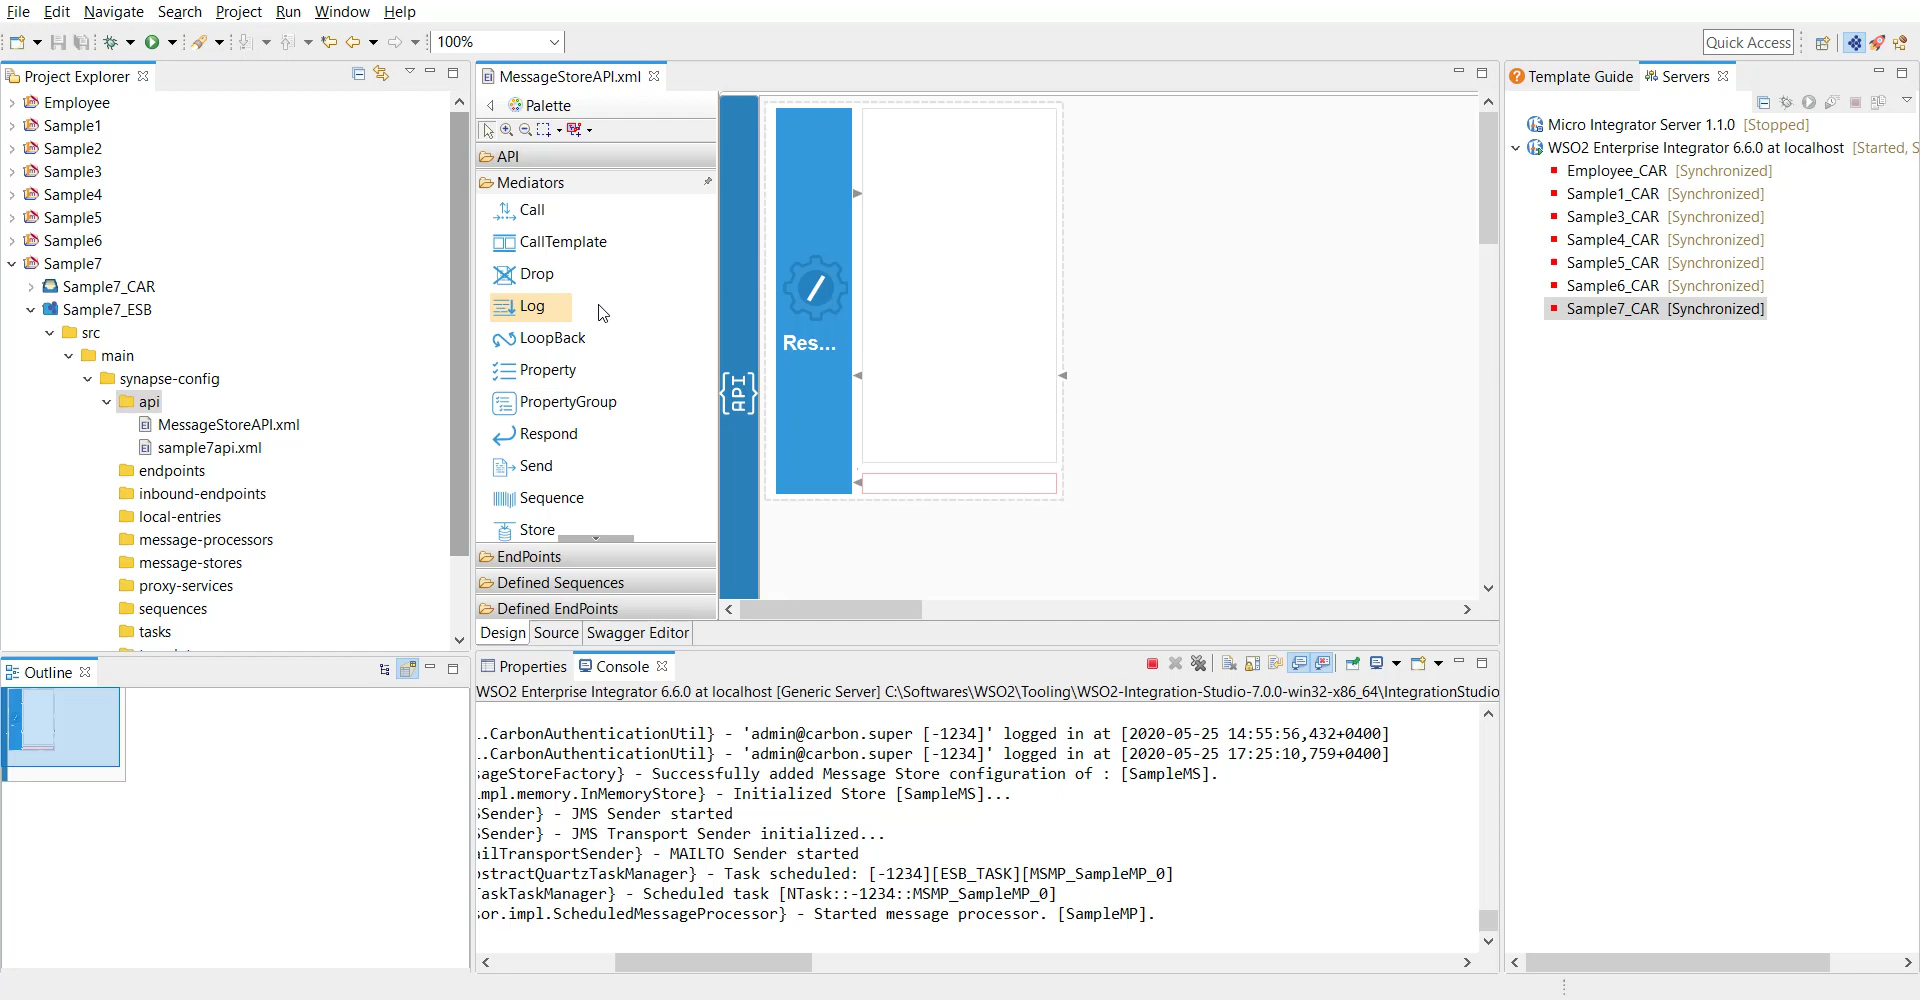 File Edit Navigate Search Project Run Window Help
100%
Quick Access
Project Explorer
Employee
Sample1
Sample2
Sample3
Sample4
Sample5
Sample6
Sample7
Sample7_CAR
Sample7_ESB
src
main
synapse-config
api
MessageStoreAPI.xml
sample7api.xml
endpoints
inbound-endpoints
local-entries
message-processors
message-stores
proxy-services
sequences
tasks
Outline
MessageStoreAPI.xml
Palette
API
Mediators
Call
CallTemplate
Drop
Log
LoopBack
Property
PropertyGroup
Respond
Send
Sequence
Store
EndPoints
Defined Sequences
Defined EndPoints
{API}
Res...
Design Source Swagger Editor
Properties Console
WSO2 Enterprise Integrator 6.6.0 at localhost [Generic Server] C:\Softwares\WSO2\Tooling\WSO2-Integration-Studio-7.0.0-win32-x86_64\IntegrationStudio
..CarbonAuthenticationUtil} - 'admin@carbon.super [-1234]' logged in at [2020-05-25 14:55:56,432+0400]
..CarbonAuthenticationUtil} - 'admin@carbon.super [-1234]' logged in at [2020-05-25 17:25:10,759+0400]
sageStoreFactory} - Successfully added Message Store configuration of : [SampleMS].
impl.memory.InMemoryStore} - Initialized Store [SampleMS]...
SSender} - JMS Sender started
SSender} - JMS Transport Sender initialized...
ailTransportSender} - MAILTO Sender started
ostractQuartzTaskManager} - Task scheduled: [-1234][ESB_TASK][MSMP_SampleMP_0]
TaskTaskManager} - Scheduled task [NTask::-1234::MSMP_SampleMP_0]
sor.impl.ScheduledMessageProcessor} - Started message processor. [SampleMP].
Template Guide Servers
Micro Integrator Server 1.1.0 [Stopped]
WSO2 Enterprise Integrator 6.6.0 at localhost [Started, S
Employee_CAR [Synchronized]
Sample1_CAR [Synchronized]
Sample3_CAR [Synchronized]
Sample4_CAR [Synchronized]
Sample5_CAR [Synchronized]
Sample6_CAR [Synchronized]
Sample7_CAR [Synchronized]